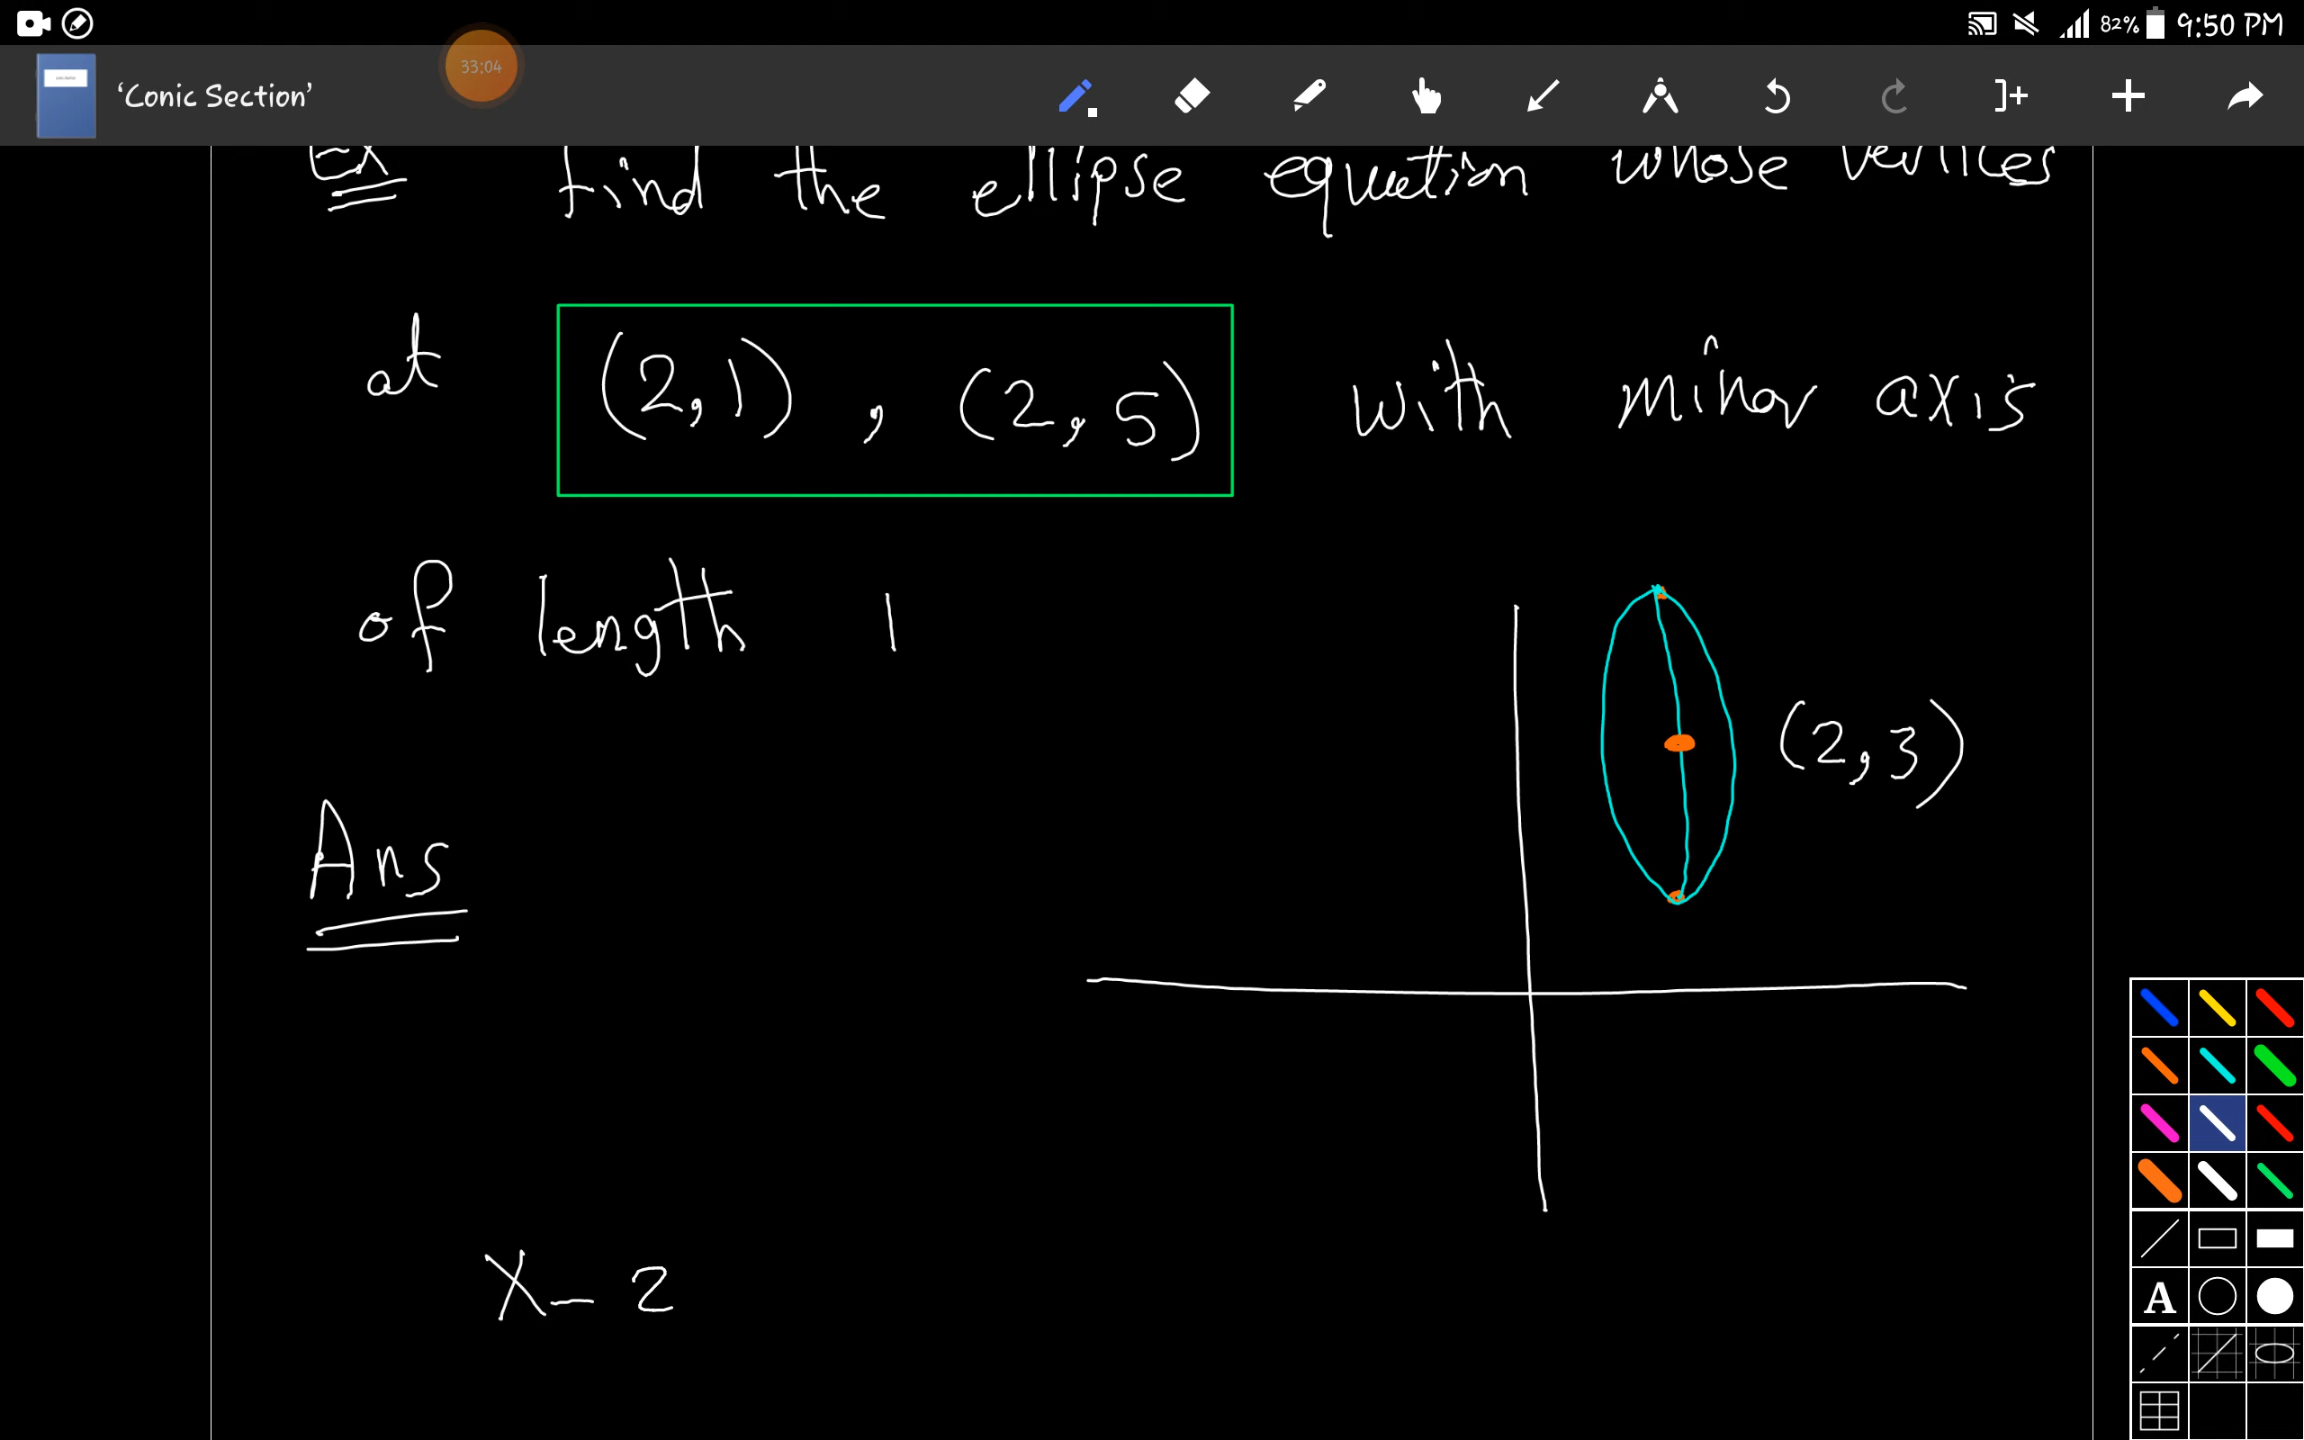 82% 9:50 PM
'Conic Section'
33:04
Ex find the ellipse equation whose vertices
at (2,1) , (2,5) with minor axis
of length 1
(2,3)
Ans
X - 2
A